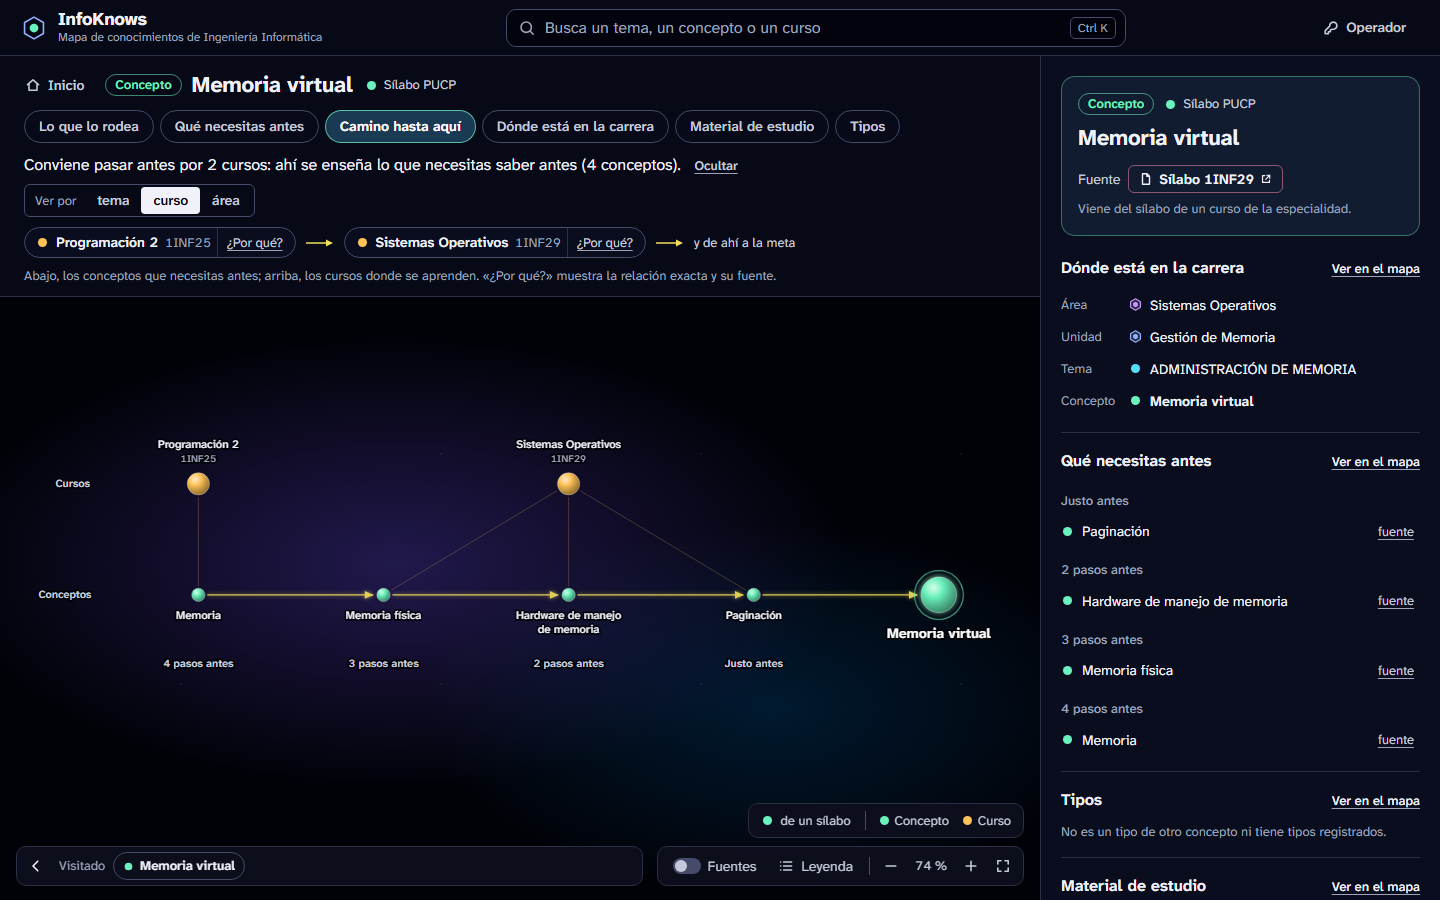 InfoKnows
Mapa de conocimientos de Ingeniería Informática
Busca un tema, un concepto o un curso
Ctrl K
Operador
Inicio
Concepto
Memoria virtual
Sílabo PUCP
Lo que lo rodea
Qué necesitas antes
Camino hasta aquí
Dónde está en la carrera
Material de estudio
Tipos
Conviene pasar antes por 2 cursos: ahí se enseña lo que necesitas saber antes (4 conceptos). Ocultar
Ver por tema curso área
Programación 2 1INF25 ¿Por qué?
Sistemas Operativos 1INF29 ¿Por qué?
y de ahí a la meta
Abajo, los conceptos que necesitas antes; arriba, los cursos donde se aprenden. «¿Por qué?» muestra la relación exacta y su fuente.
Programación 2
1INF25
Sistemas Operativos
1INF29
Cursos
Conceptos
Memoria
Memoria física
Hardware de manejo
de memoria
Paginación
Memoria virtual
4 pasos antes
3 pasos antes
2 pasos antes
Justo antes
de un sílabo
Concepto
Curso
Visitado
Memoria virtual
Fuentes
Leyenda
74 %
Concepto
Sílabo PUCP
Memoria virtual
Fuente Sílabo 1INF29
Viene del sílabo de un curso de la especialidad.
Dónde está en la carrera
Ver en el mapa
Área Sistemas Operativos
Unidad Gestión de Memoria
Tema ADMINISTRACIÓN DE MEMORIA
Concepto Memoria virtual
Qué necesitas antes
Ver en el mapa
Justo antes
Paginación fuente
2 pasos antes
Hardware de manejo de memoria fuente
3 pasos antes
Memoria física fuente
4 pasos antes
Memoria fuente
Tipos
Ver en el mapa
No es un tipo de otro concepto ni tiene tipos registrados.
Material de estudio
Ver en el mapa